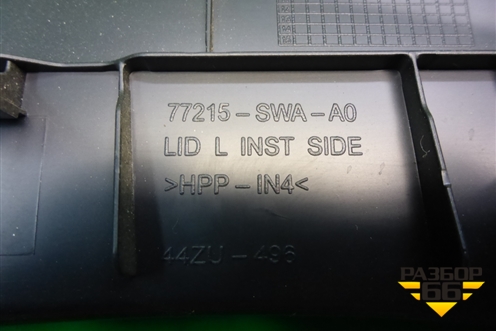 77215-SWA-A0
LID L INST SIDE
>HPP-IN4<
44ZU-496
РАЗБОР
66